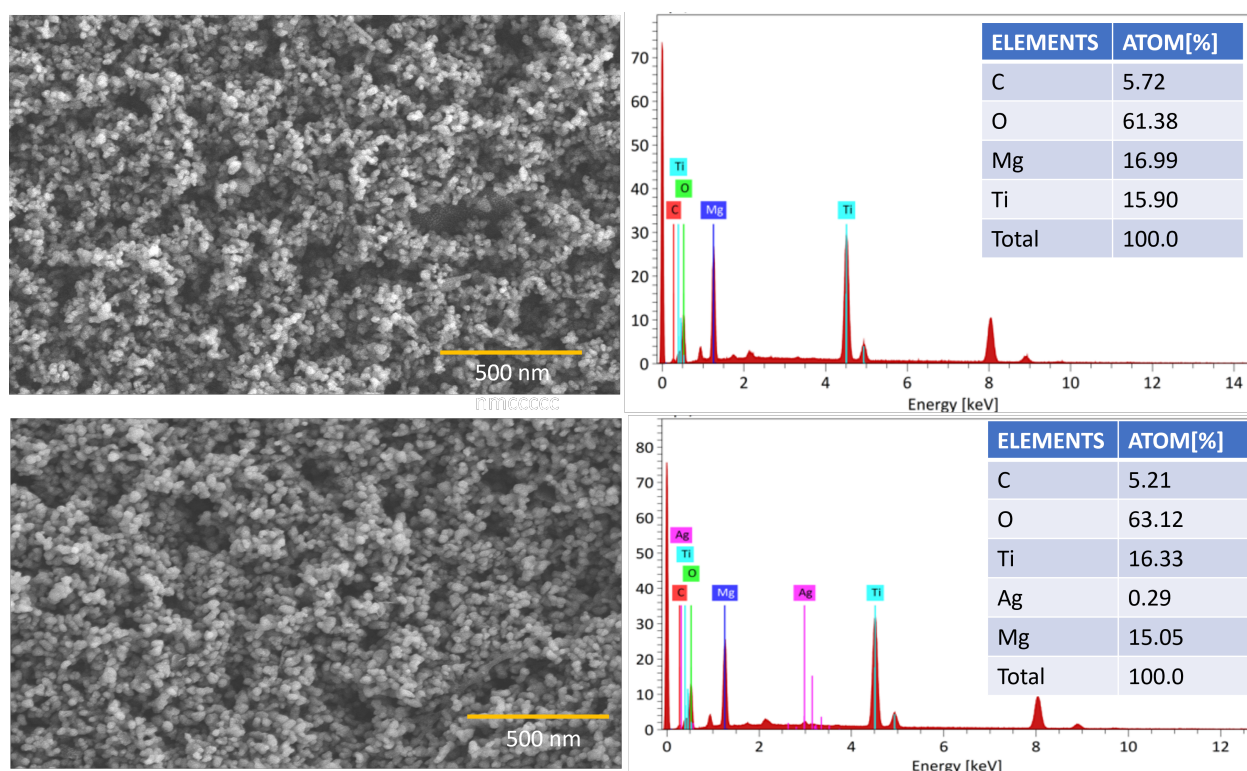 ELEMENTS ATOM[%]
C 5.72
O 61.38
Mg 16.99
Ti 15.90
Total 100.0
70
60
50
40
30
20
10
0
Ti
O
C Mg Ti
0 2 4 6 8 10 12 14
Energy [keV]
500 nm
nmccccc
ELEMENTS ATOM[%]
C 5.21
O 63.12
Ti 16.33
Ag 0.29
Mg 15.05
Total 100.0
80
70
60
50
40
30
20
10
0
Ag
Ti
O
C Mg Ag Ti
0 2 4 6 8 10 12
Energy [keV]
500 nm